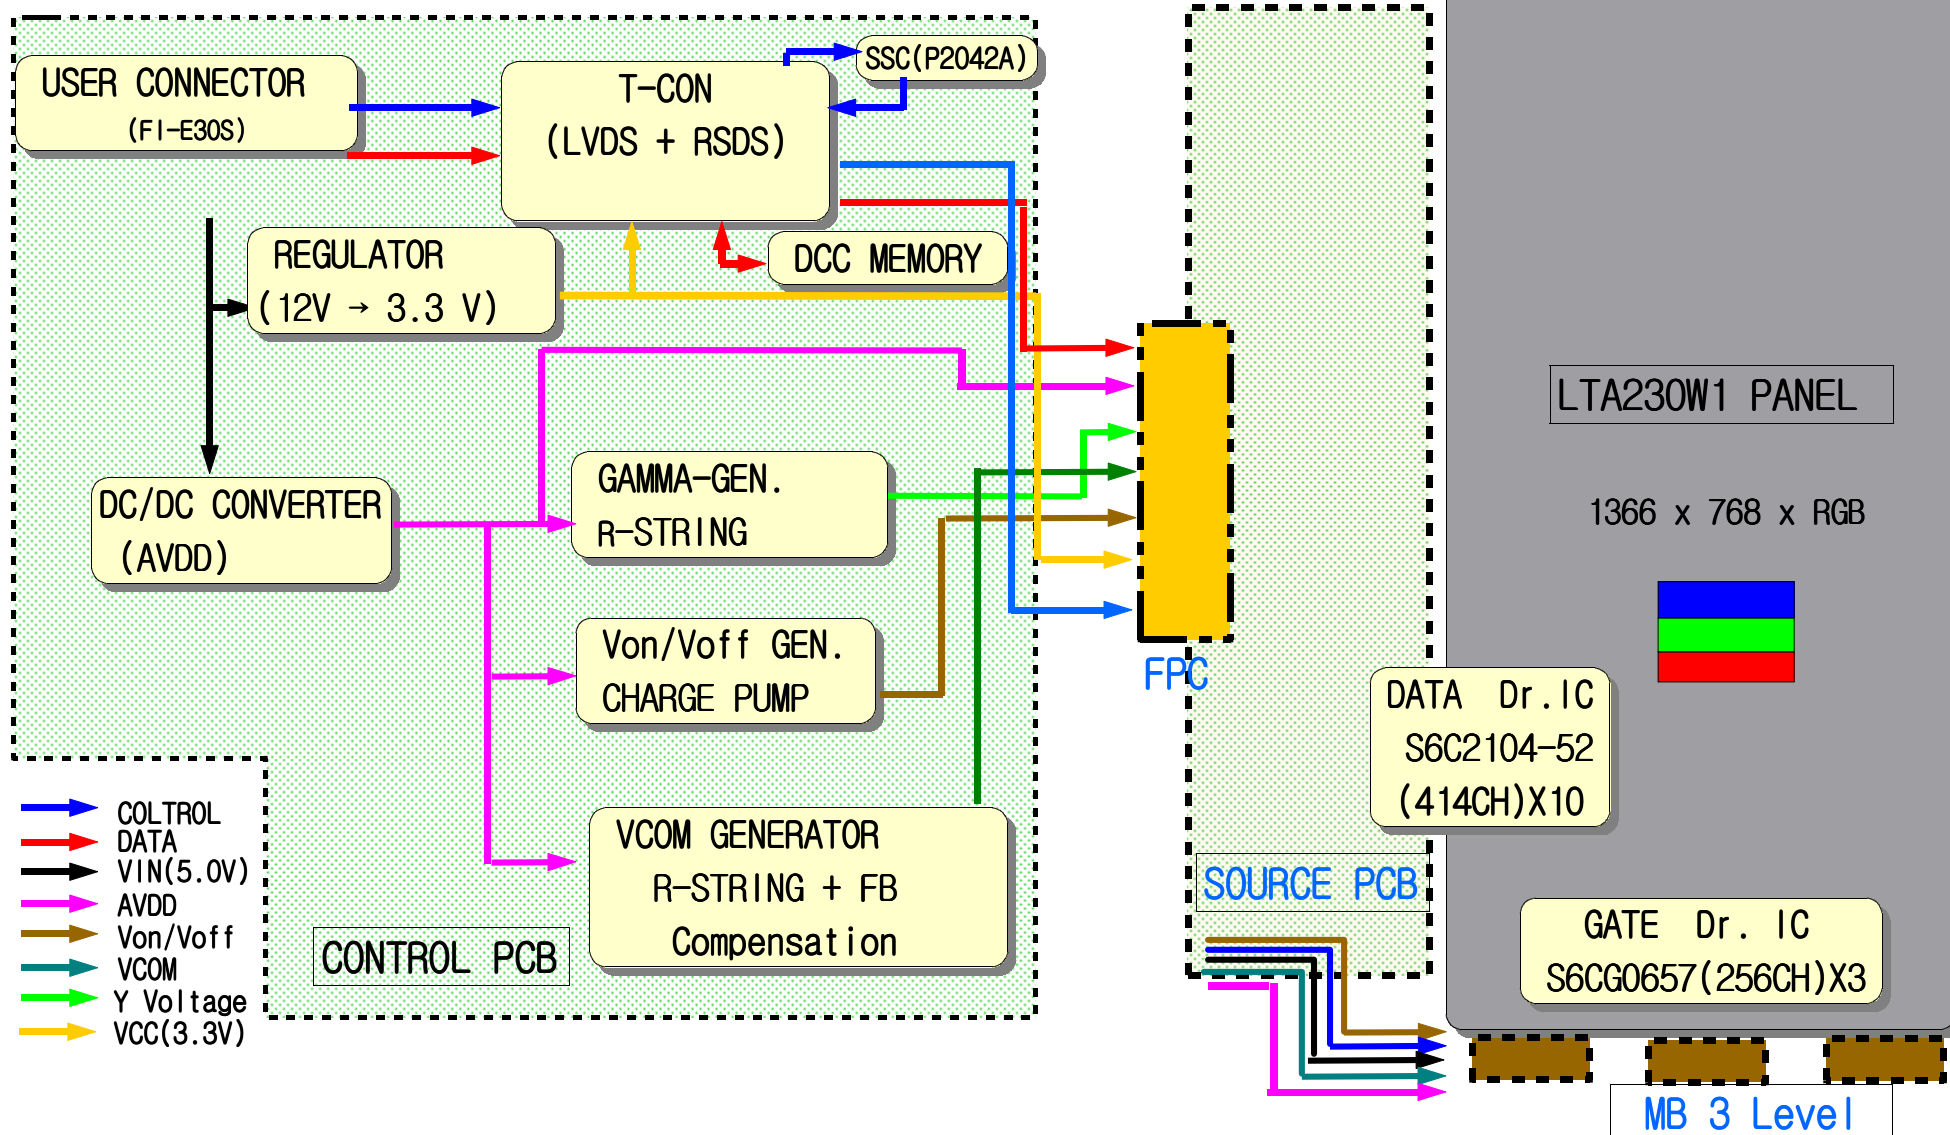 USER CONNECTOR
(FI-E30S)
T-CON
(LVDS + RSDS)
SSC(P2042A)
REGULATOR
(12V → 3.3 V)
DCC MEMORY
DC/DC CONVERTER
(AVDD)
GAMMA-GEN.
R-STRING
Von/Voff GEN.
CHARGE PUMP
VCOM GENERATOR
R-STRING + FB
Compensation
CONTROL PCB
COLTROL
DATA
VIN(5.0V)
AVDD
Von/Voff
VCOM
Y Voltage
VCC(3.3V)
FPC
SOURCE PCB
LTA230W1 PANEL
1366 x 768 x RGB
DATA Dr.IC
S6C2104-52
(414CH)X10
GATE Dr. IC
S6CG0657(256CH)X3
MB 3 Level